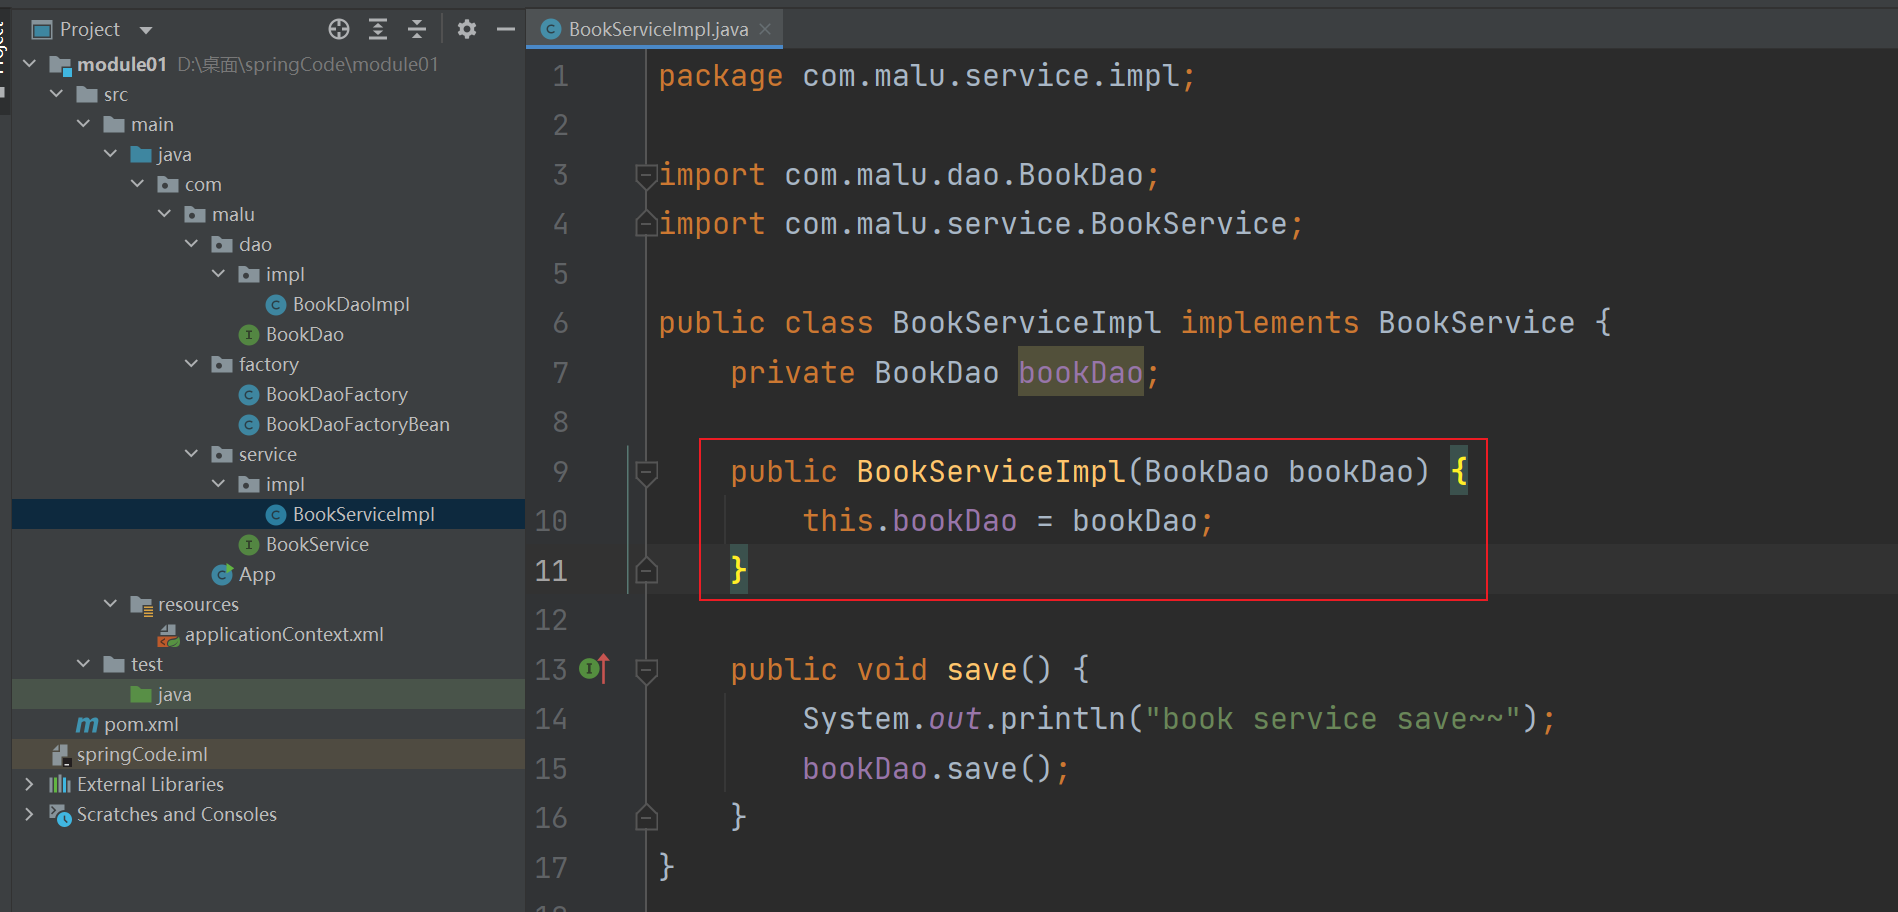 Project
module01 D:\桌面\springCode\module01
src
main
java
com
malu
dao
impl
BookDaoImpl
BookDao
factory
BookDaoFactory
BookDaoFactoryBean
service
impl
BookServiceImpl
BookService
App
resources
applicationContext.xml
test
java
pom.xml
springCode.iml
External Libraries
Scratches and Consoles
BookServiceImpl.java
1 package com.malu.service.impl;
2
3 import com.malu.dao.BookDao;
4 import com.malu.service.BookService;
5
6 public class BookServiceImpl implements BookService {
7 private BookDao bookDao;
8
9 public BookServiceImpl(BookDao bookDao) {
10 this.bookDao = bookDao;
11 }
12
13 public void save() {
14 System.out.println("book service save~~");
15 bookDao.save();
16 }
17 }